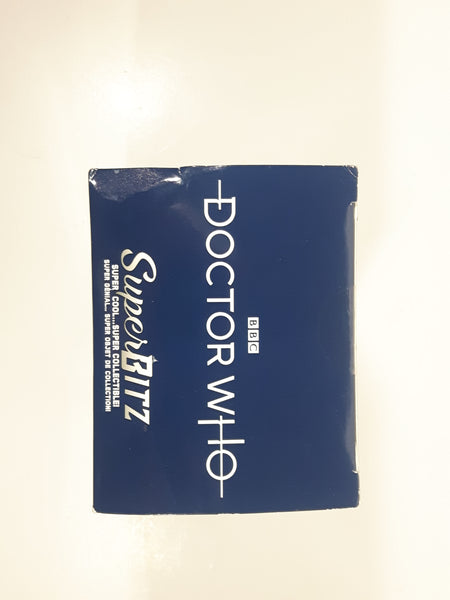 BBC
DOCTOR WHO
SuperBITZ
SUPER COOL...SUPER COLLECTIBLE!
SUPER GÉNIAL... SUPER OBJET DE COLLECTION!